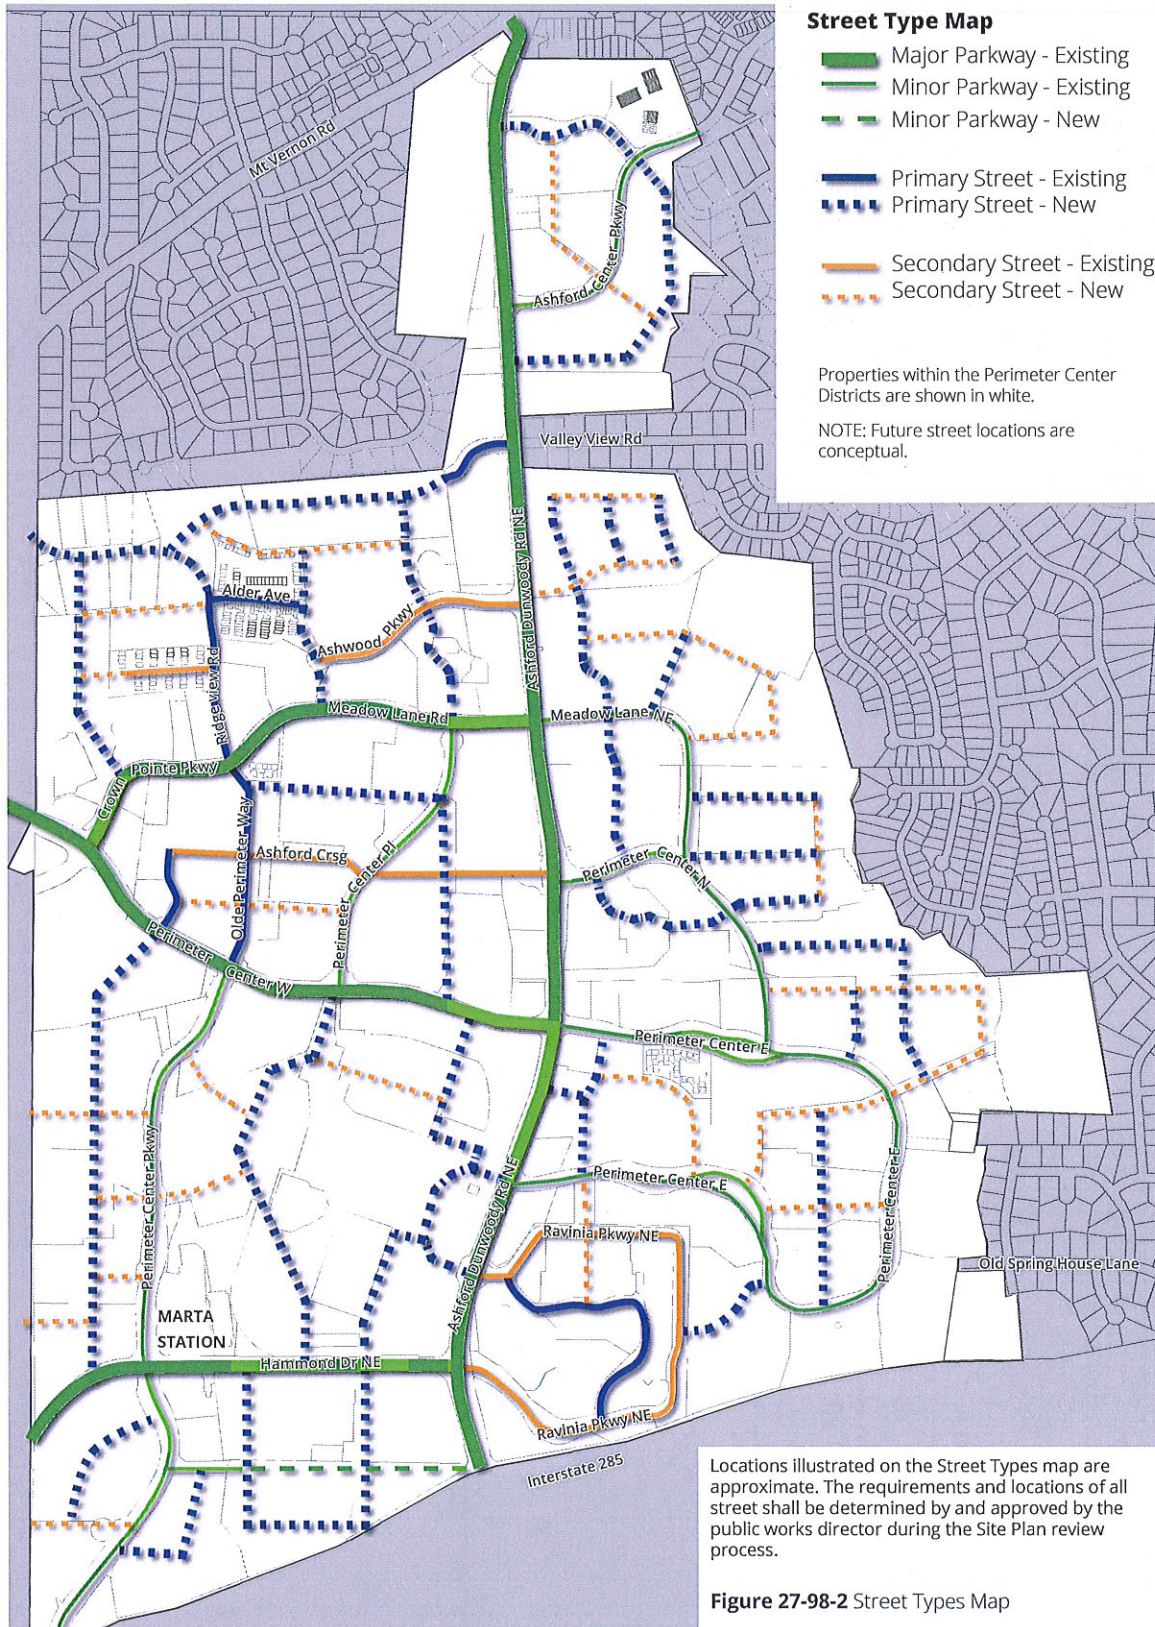 Street Type Map
Major Parkway - Existing
Minor Parkway - Existing
Minor Parkway - New
Primary Street - Existing
Primary Street - New
Secondary Street - Existing
Secondary Street - New
Properties within the Perimeter Center
Districts are shown in white.
NOTE: Future street locations are
conceptual.
Mt Vernon Rd
Ashford Center Pkwy
Valley View Rd
Ashford Dunwoody Rd NE
Alder Ave
Ashwood Pkwy
Ridgeview Rd
Meadow Lane Rd
Meadow Lane NE
Crown Pointe Pkwy
Olde Perimeter Way
Ashford Crsg
Perimeter Center Pl
Perimeter Center N
Perimeter Center W
Perimeter Center E
Perimeter Center Pkwy
Perimeter Center E
Perimeter Center E
Ashford Dunwoody Rd NE
Ravinia Pkwy NE
Old Spring House Lane
MARTA
STATION
Hammond Dr NE
Ravinia Pkwy NE
Interstate 285
Locations illustrated on the Street Types map are
approximate. The requirements and locations of all
street shall be determined by and approved by the
public works director during the Site Plan review
process.
Figure 27-98-2 Street Types Map